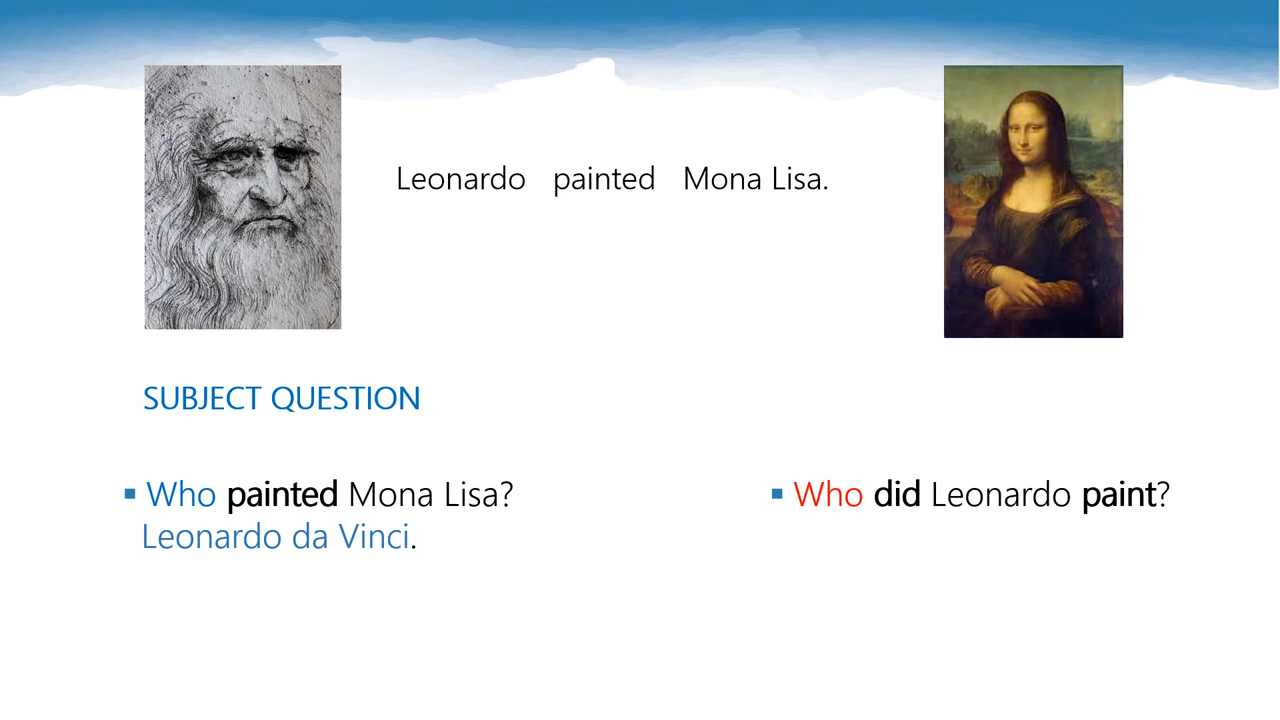 Leonardo painted Mona Lisa.
SUBJECT QUESTION
▪ Who painted Mona Lisa?
Leonardo da Vinci.
▪ Who did Leonardo paint?